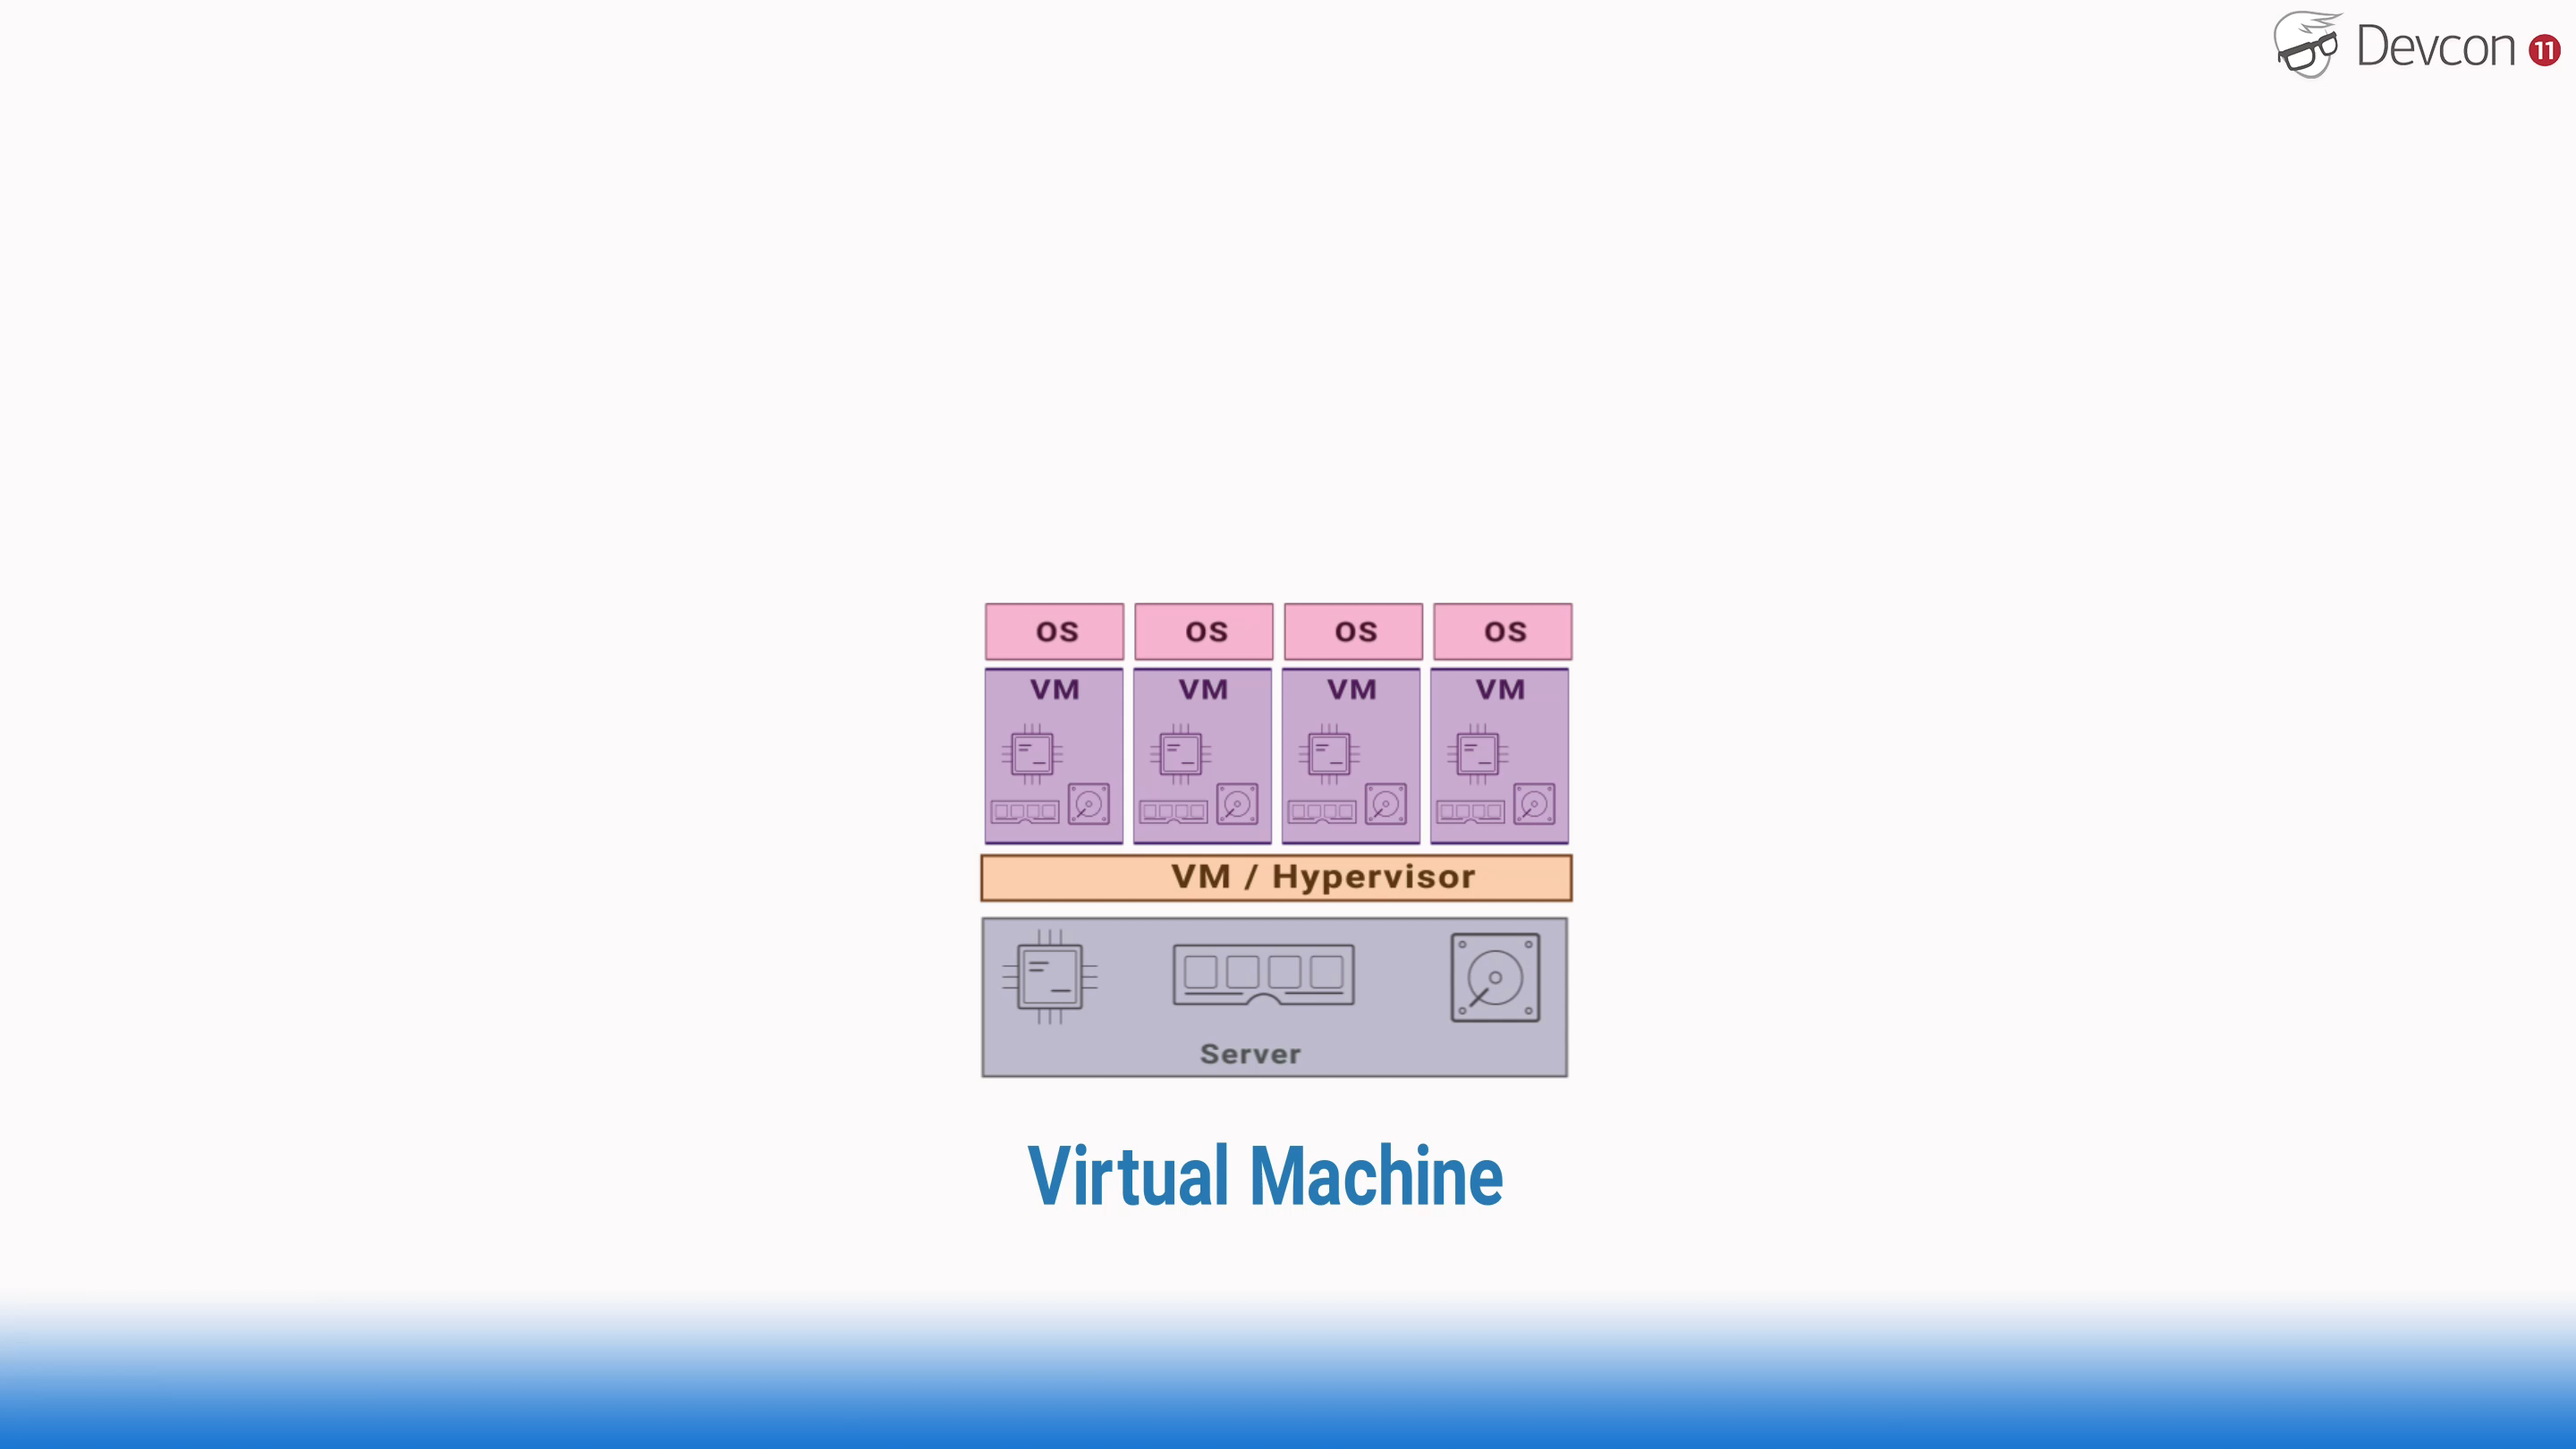 Devcon 11
OS OS OS OS
VM VM VM VM
VM / Hypervisor
Server
Virtual Machine